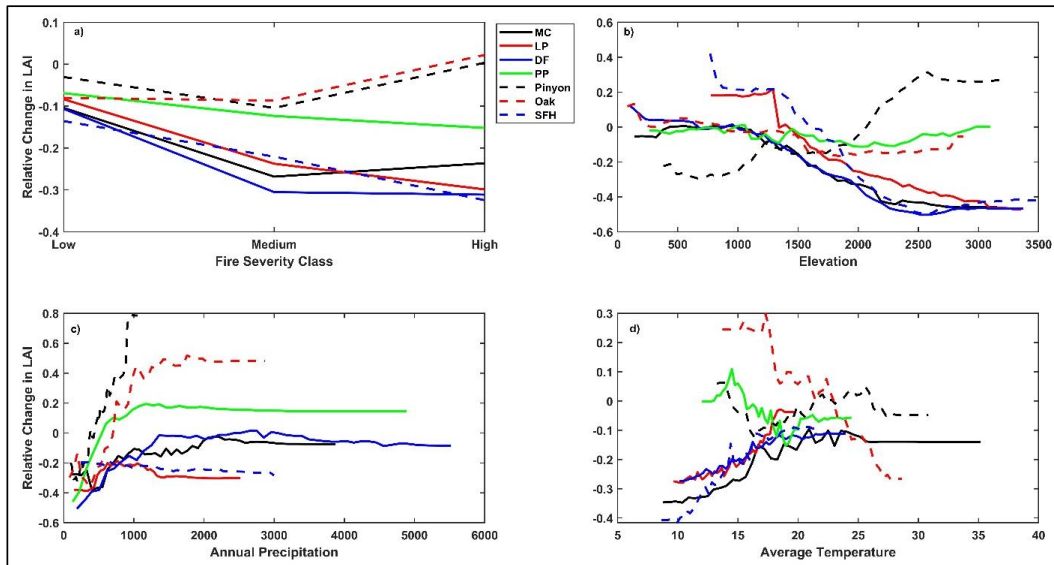 a)
0.1
0
-0.1
-0.2
-0.3
-0.4
Relative Change in LAI
Low
Medium
High
Fire Severity Class
MC
LP
DF
PP
Pinyon
Oak
SFH
b)
0.6
0.4
0.2
0
-0.2
-0.4
-0.6
0
500
1000
1500
2000
2500
3000
3500
Elevation
c)
0.8
0.6
0.4
0.2
0
-0.2
-0.4
-0.6
Relative Change in LAI
0
1000
2000
3000
4000
5000
6000
Annual Precipitation
d)
0.3
0.2
0.1
0
-0.1
-0.2
-0.3
-0.4
5
10
15
20
25
30
35
40
Average Temperature